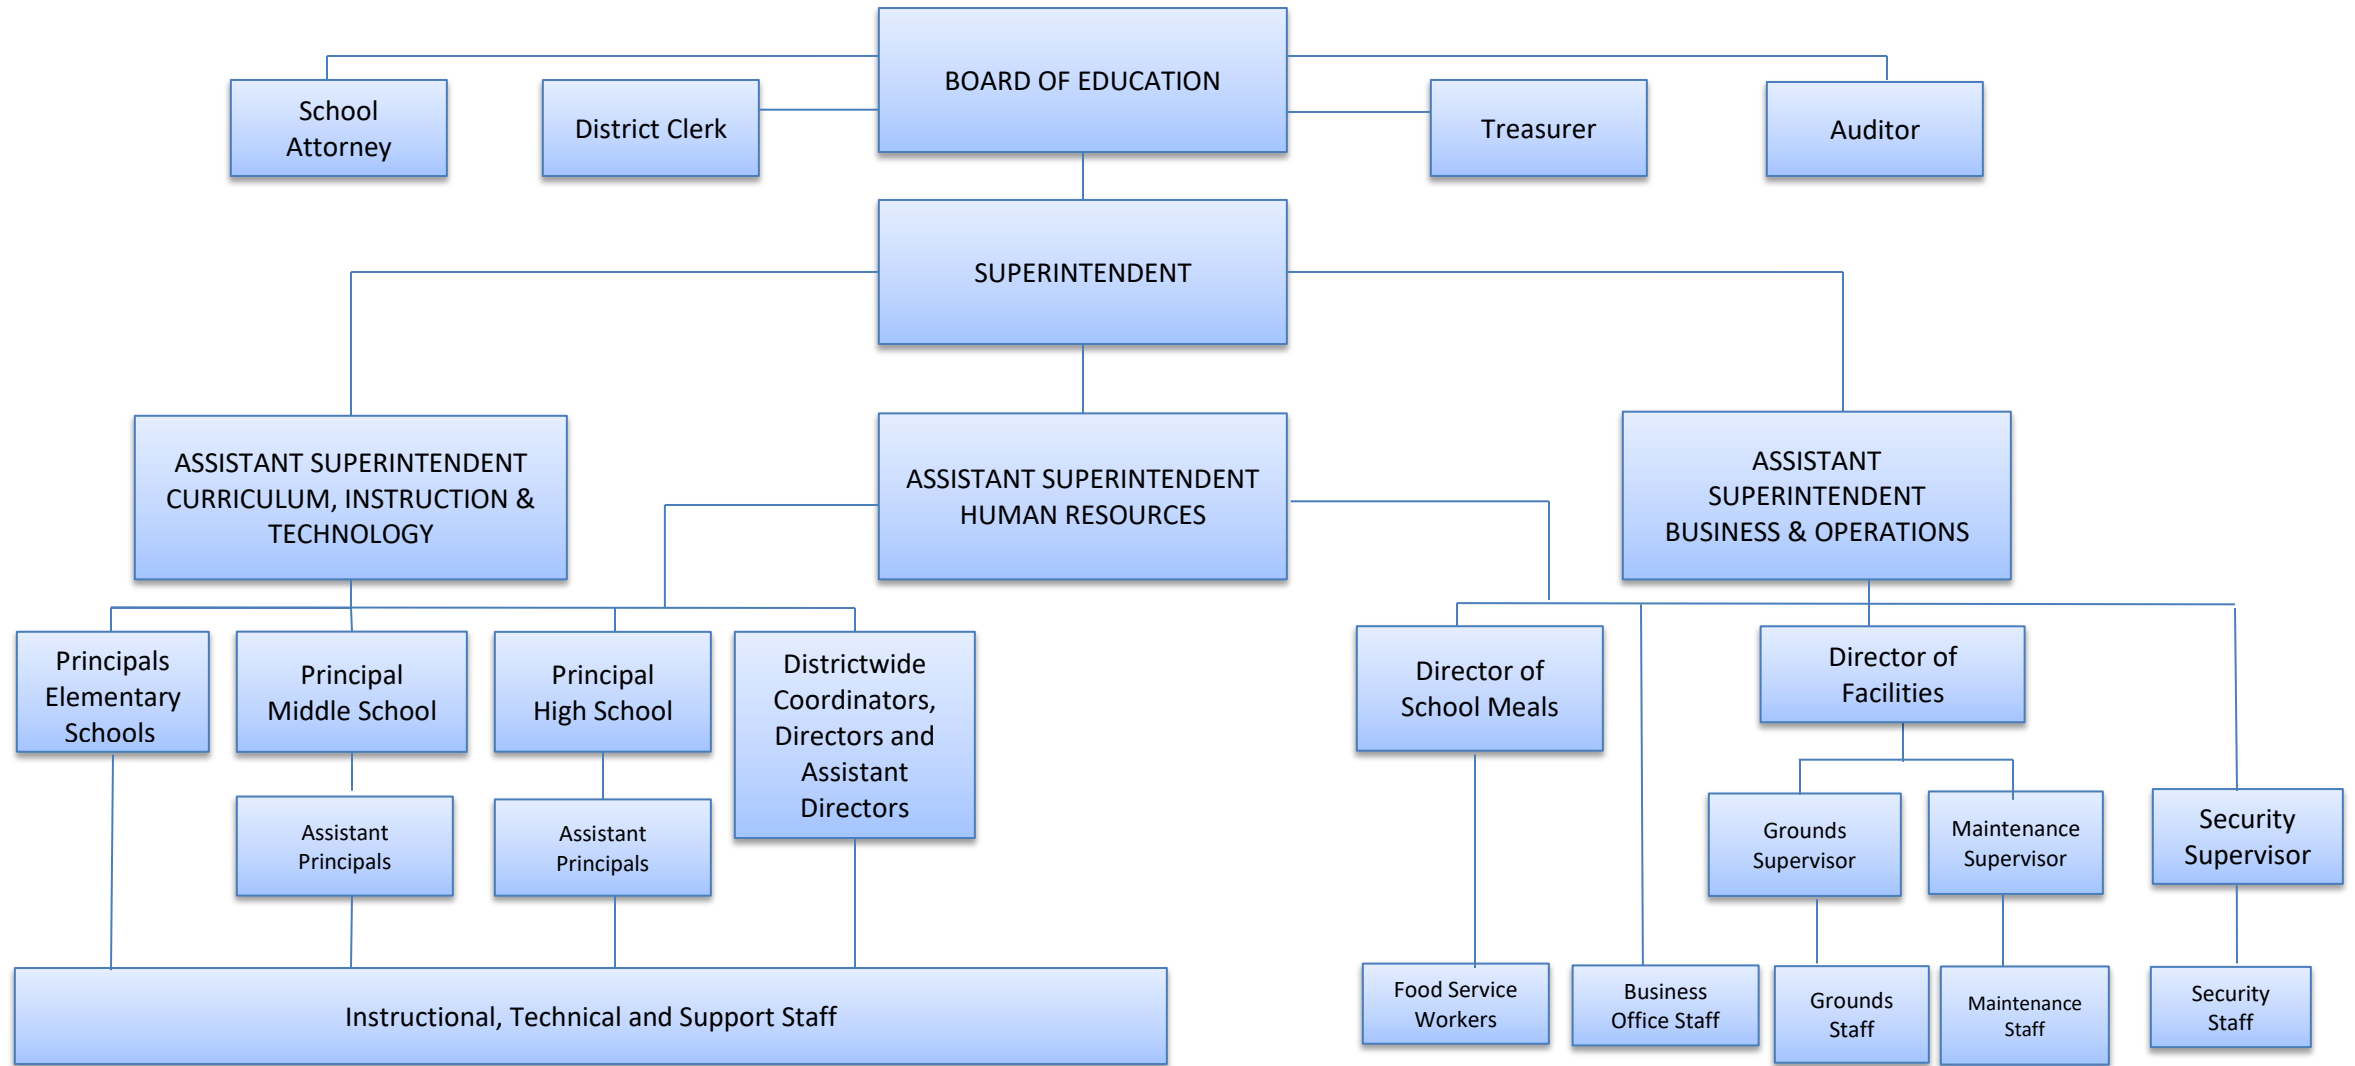 BOARD OF EDUCATION
School
Attorney
District Clerk
Treasurer
Auditor
SUPERINTENDENT
ASSISTANT SUPERINTENDENT
CURRICULUM, INSTRUCTION &
TECHNOLOGY
ASSISTANT SUPERINTENDENT
HUMAN RESOURCES
ASSISTANT
SUPERINTENDENT
BUSINESS & OPERATIONS
Principals
Elementary
Schools
Principal
Middle School
Principal
High School
Districtwide
Coordinators,
Directors and
Assistant
Directors
Director of
School Meals
Director of
Facilities
Assistant
Principals
Assistant
Principals
Grounds
Supervisor
Maintenance
Supervisor
Security
Supervisor
Instructional, Technical and Support Staff
Food Service
Workers
Business
Office Staff
Grounds
Staff
Maintenance
Staff
Security
Staff